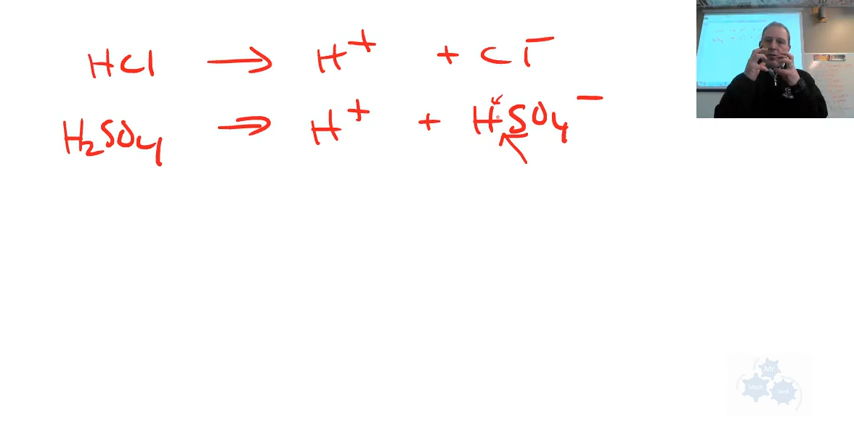 HCl → H⁺ + Cl⁻
H₂SO₄ ⇒ H⁺ + HSO₄⁻